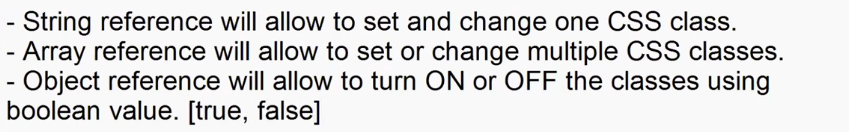 - String reference will allow to set and change one CSS class.
- Array reference will allow to set or change multiple CSS classes.
- Object reference will allow to turn ON or OFF the classes using
boolean value. [true, false]